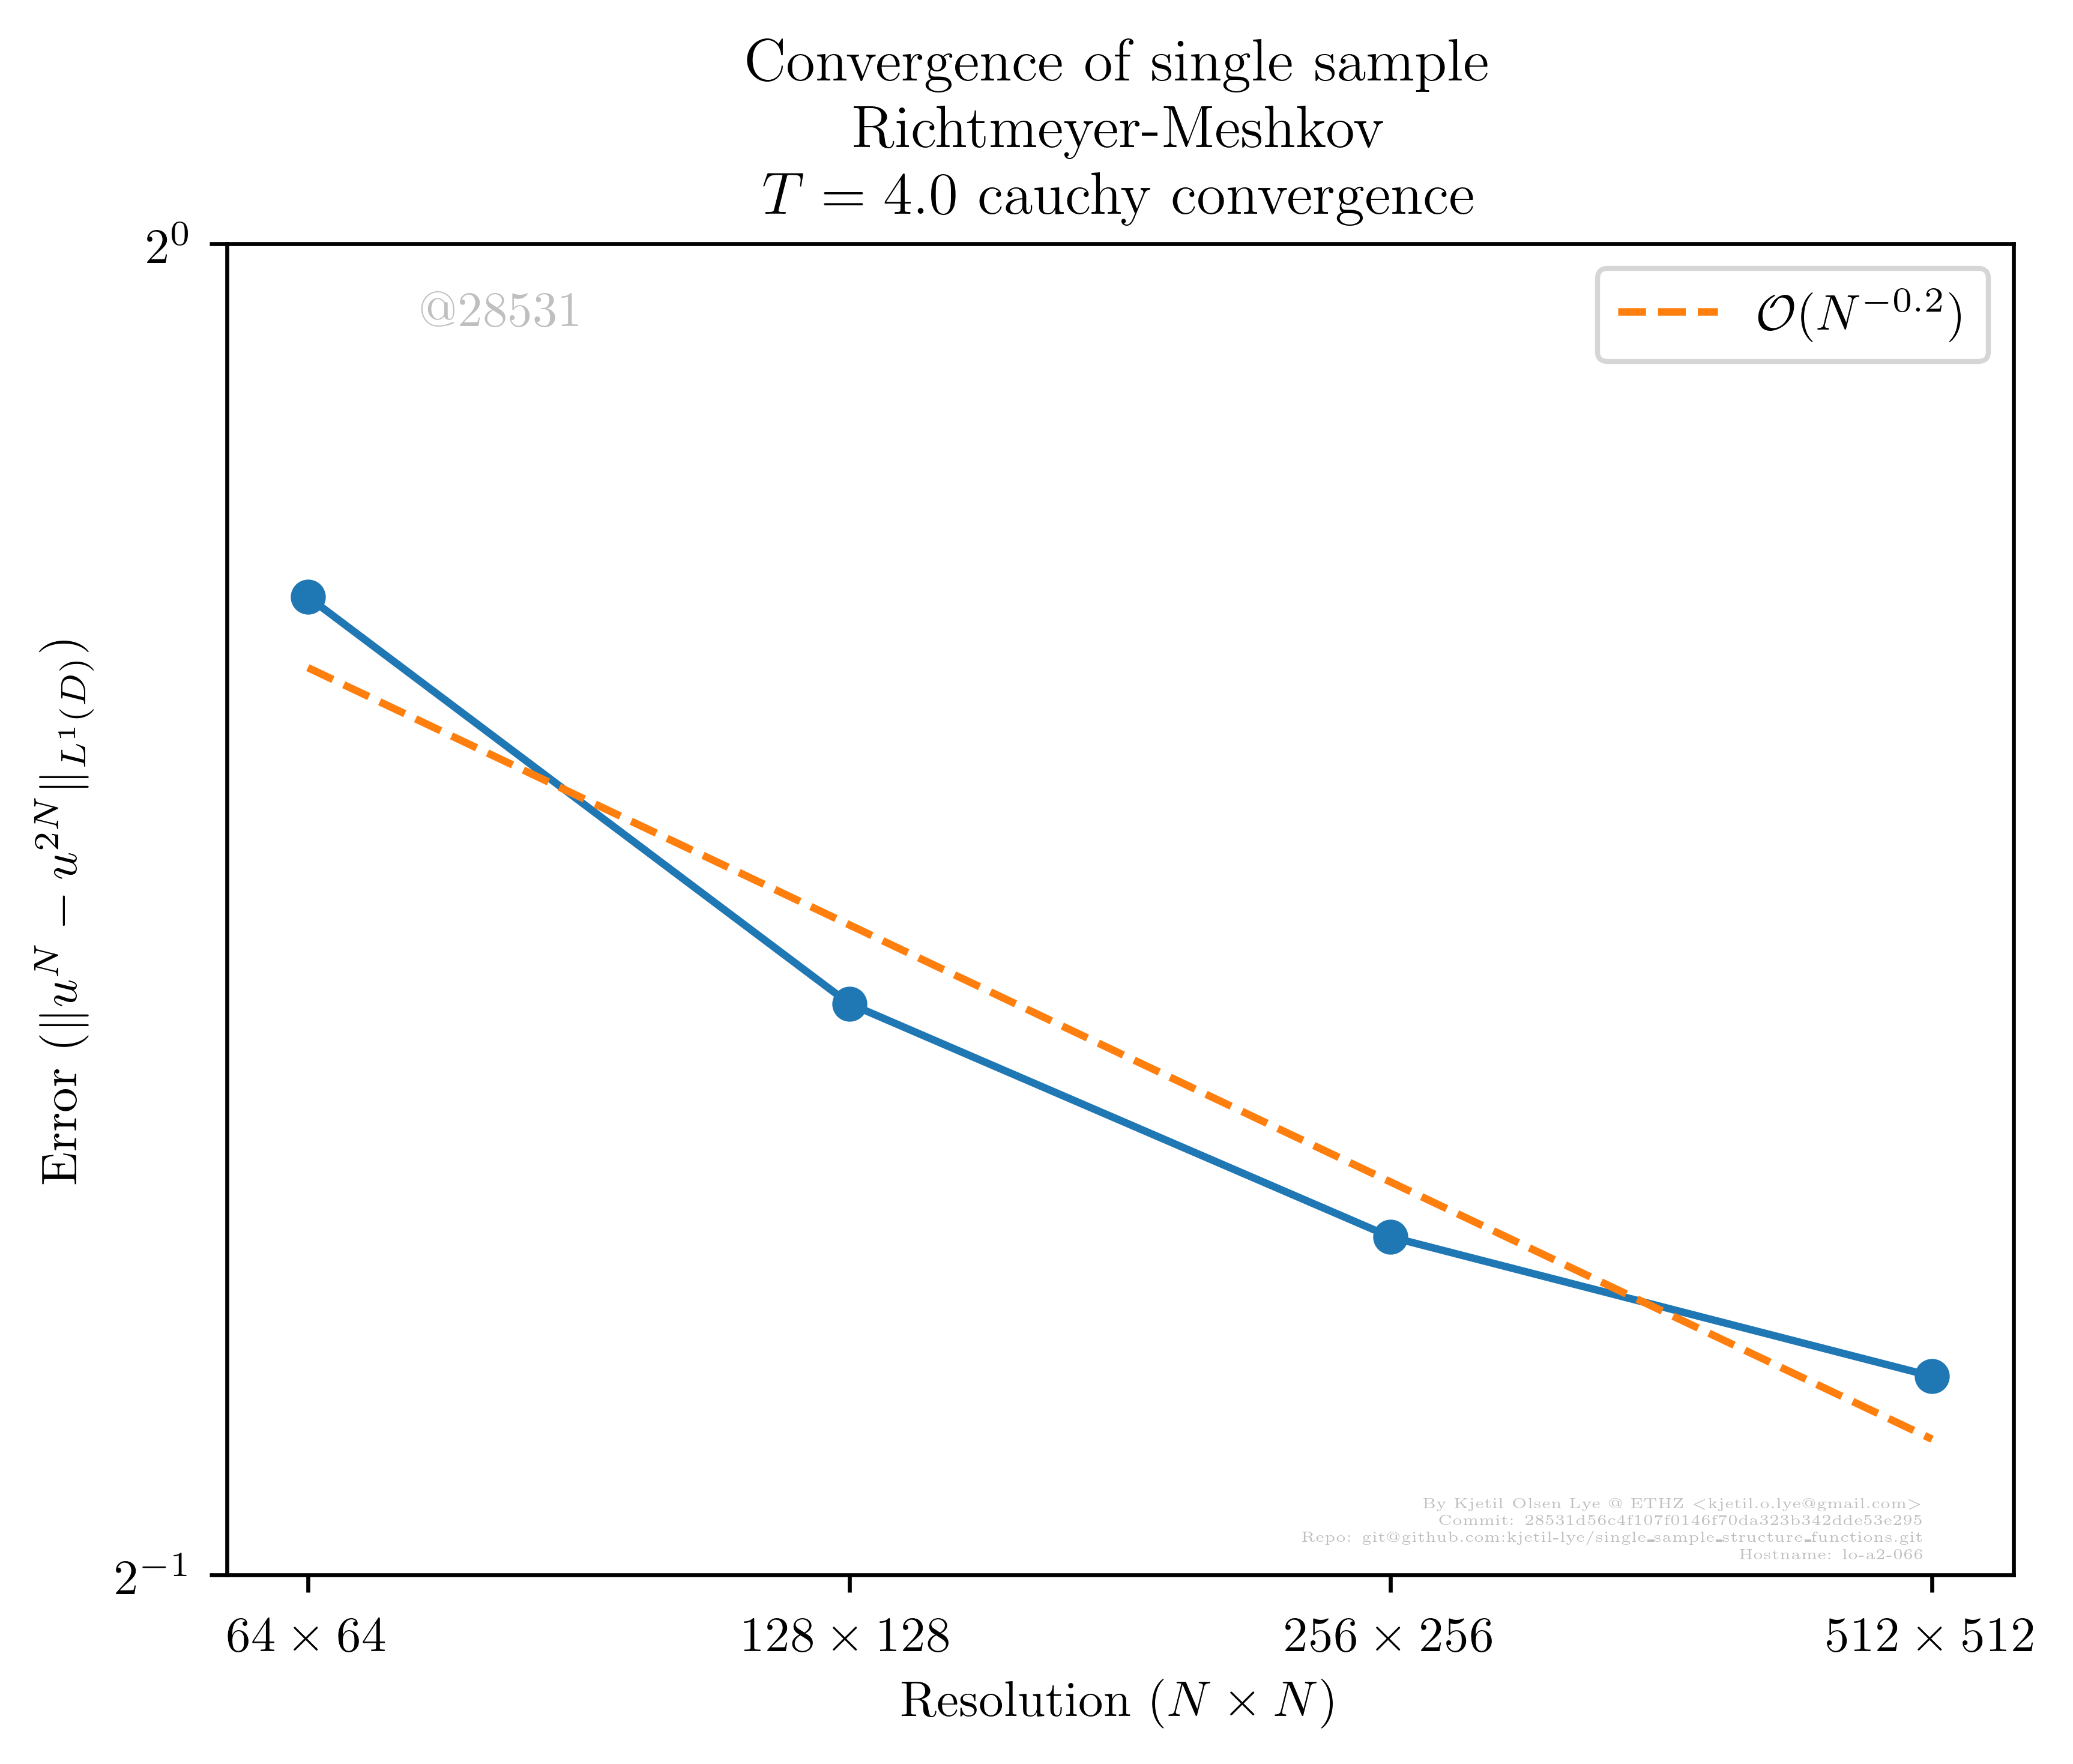 Convergence of single sample
Richtmeyer-Meshkov
T = 4.0 cauchy convergence
2^0
@28531
O(N^{-0.2})
Error (||u^N − u^{2N}||_{L^1(D)})
By Kjetil Olsen Lye @ ETHZ <kjetil.o.lye@gmail.com>
Commit: 28531d56c4f107f0146f70da323b342dde53e295
Repo: git@github.com:kjetil-lye/single_sample_structure_functions.git
Hostname: lo-a2-066
2^{−1}
64 × 64
128 × 128
256 × 256
512 × 512
Resolution (N × N)